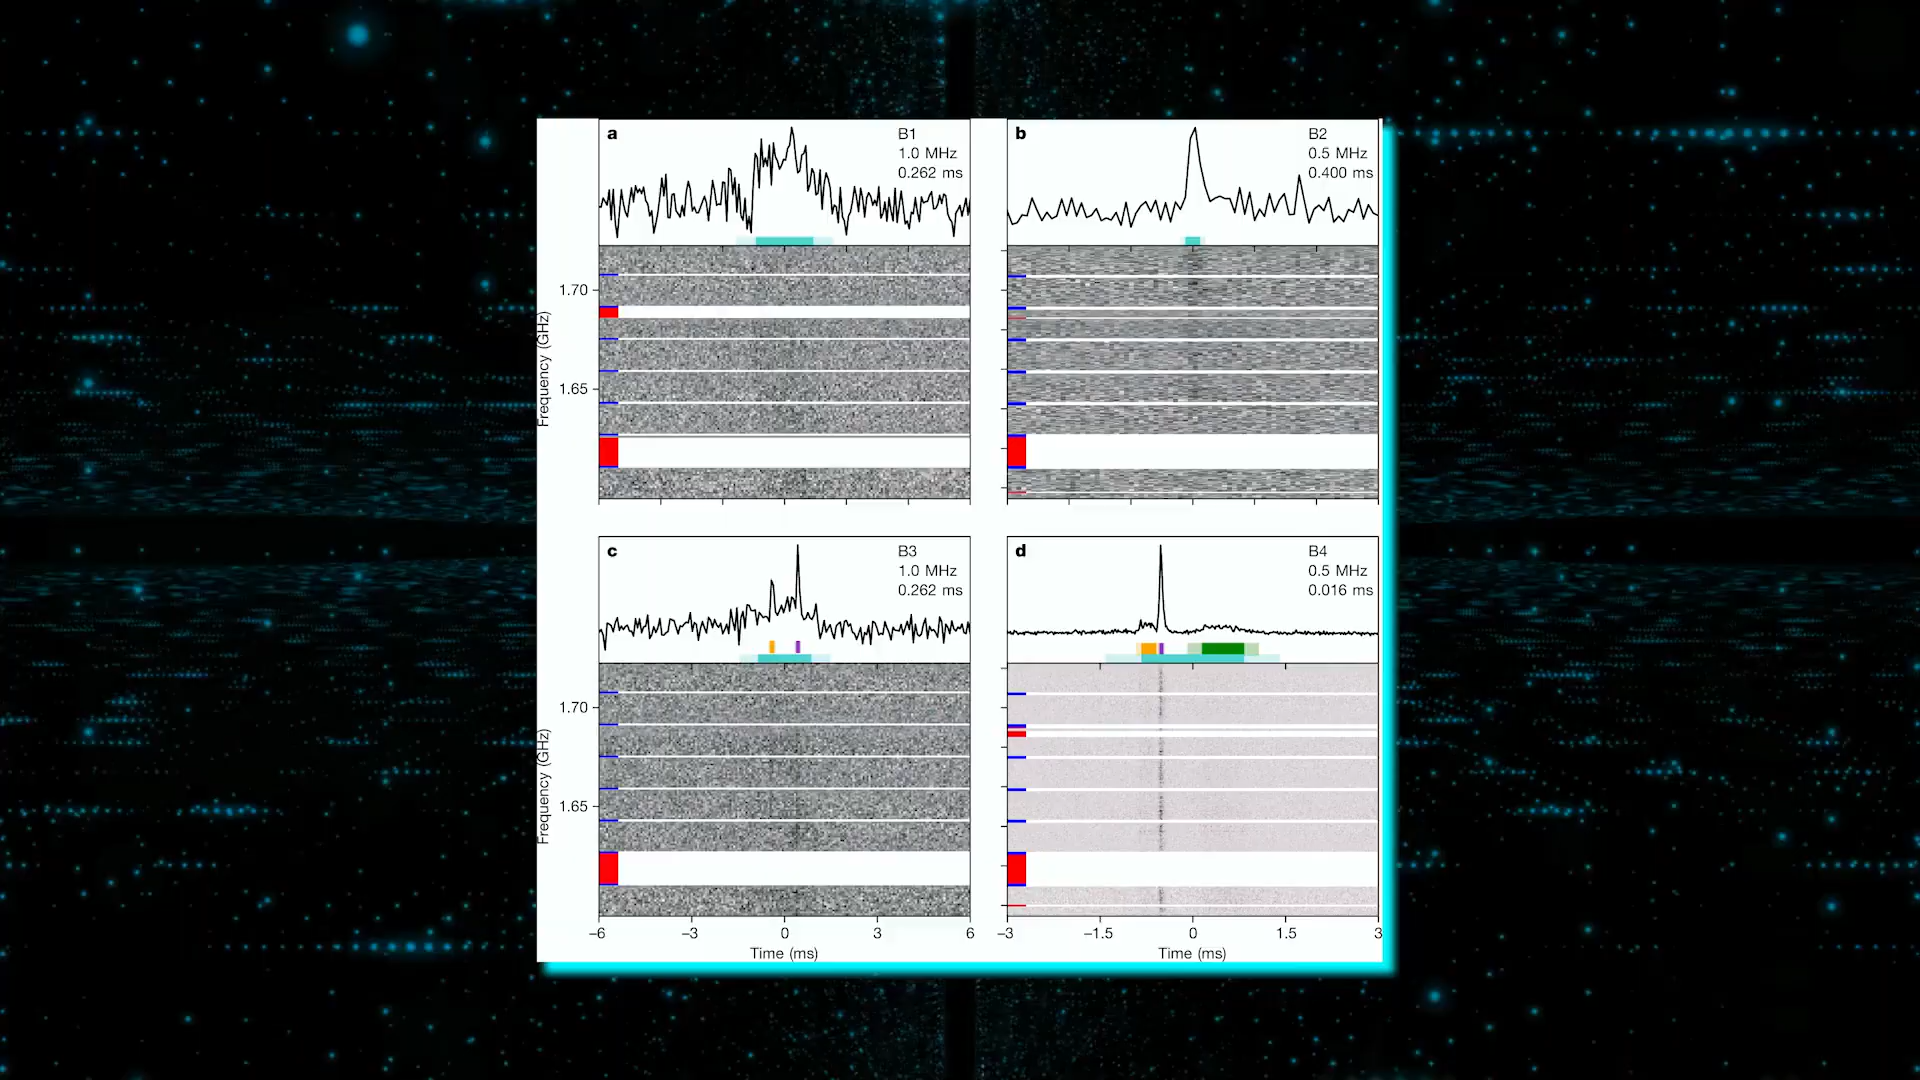 a
B1
1.0 MHz
0.262 ms
b
B2
0.5 MHz
0.400 ms
1.70
1.65
Frequency (GHz)
c
B3
1.0 MHz
0.262 ms
d
B4
0.5 MHz
0.016 ms
1.70
1.65
Frequency (GHz)
−6 −3 0 3 6
Time (ms)
−3 −1.5 0 1.5 3
Time (ms)